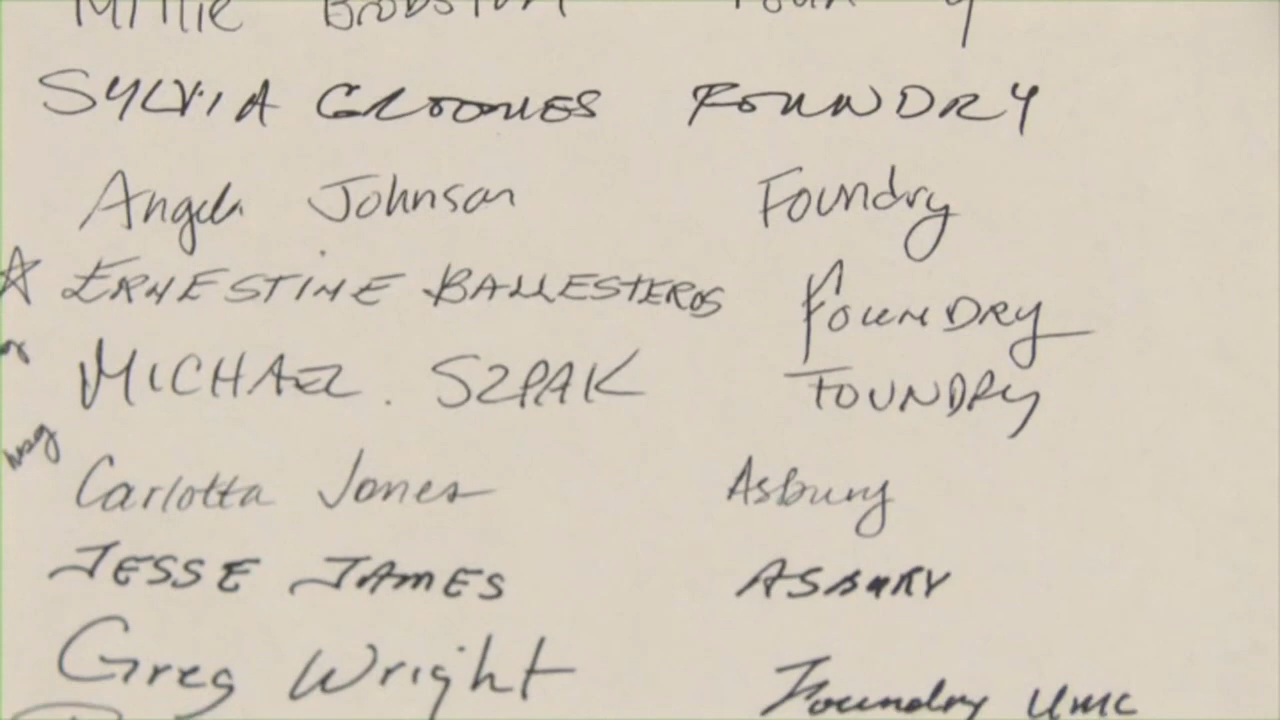 Millie
SYLVIA GROOMES FOUNDRY
Angela Johnson Foundry
ERNESTINE BALLESTEROS FOUNDRY
MICHAEL . SZPAK FOUNDRY
Carlotta Jones Asbury
JESSE JAMES ASBURY
Greg Wright Foundry UMC